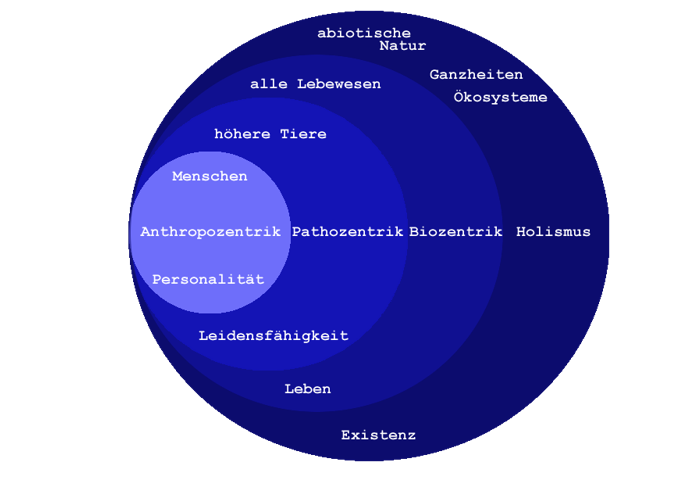 abiotische
Natur
Ganzheiten
alle Lebewesen
Ökosysteme
höhere Tiere
Menschen
Anthropozentrik Pathozentrik Biozentrik Holismus
Personalität
Leidensfähigkeit
Leben
Existenz